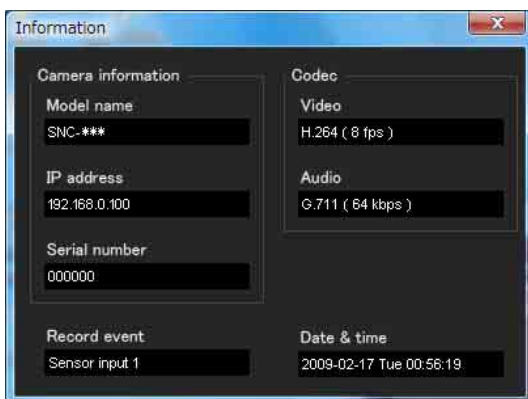 Information
Camera information
Model name
SNC-***
IP address
192.168.0.100
Serial number
000000
Codec
Video
H.264 ( 8 fps )
Audio
G.711 ( 64 kbps )
Record event
Sensor input 1
Date & time
2009-02-17 Tue 00:56:19